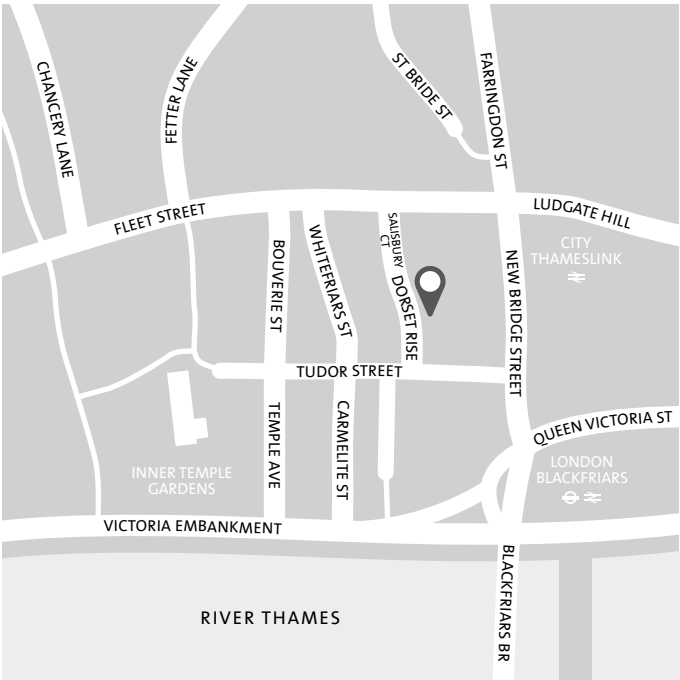 CHANCERY LANE
FETTER LANE
ST BRIDE ST
FARRINGDON ST
FLEET STREET
LUDGATE HILL
SALISBURY
CT
CITY
THAMESLINK
BOUVERIE ST
WHITEFRIARS ST
DORSET RISE
NEW BRIDGE STREET
TUDOR STREET
TEMPLE AVE
CARMELITE ST
QUEEN VICTORIA ST
INNER TEMPLE
GARDENS
LONDON
BLACKFRIARS
VICTORIA EMBANKMENT
BLACKFRIARS BR
RIVER THAMES